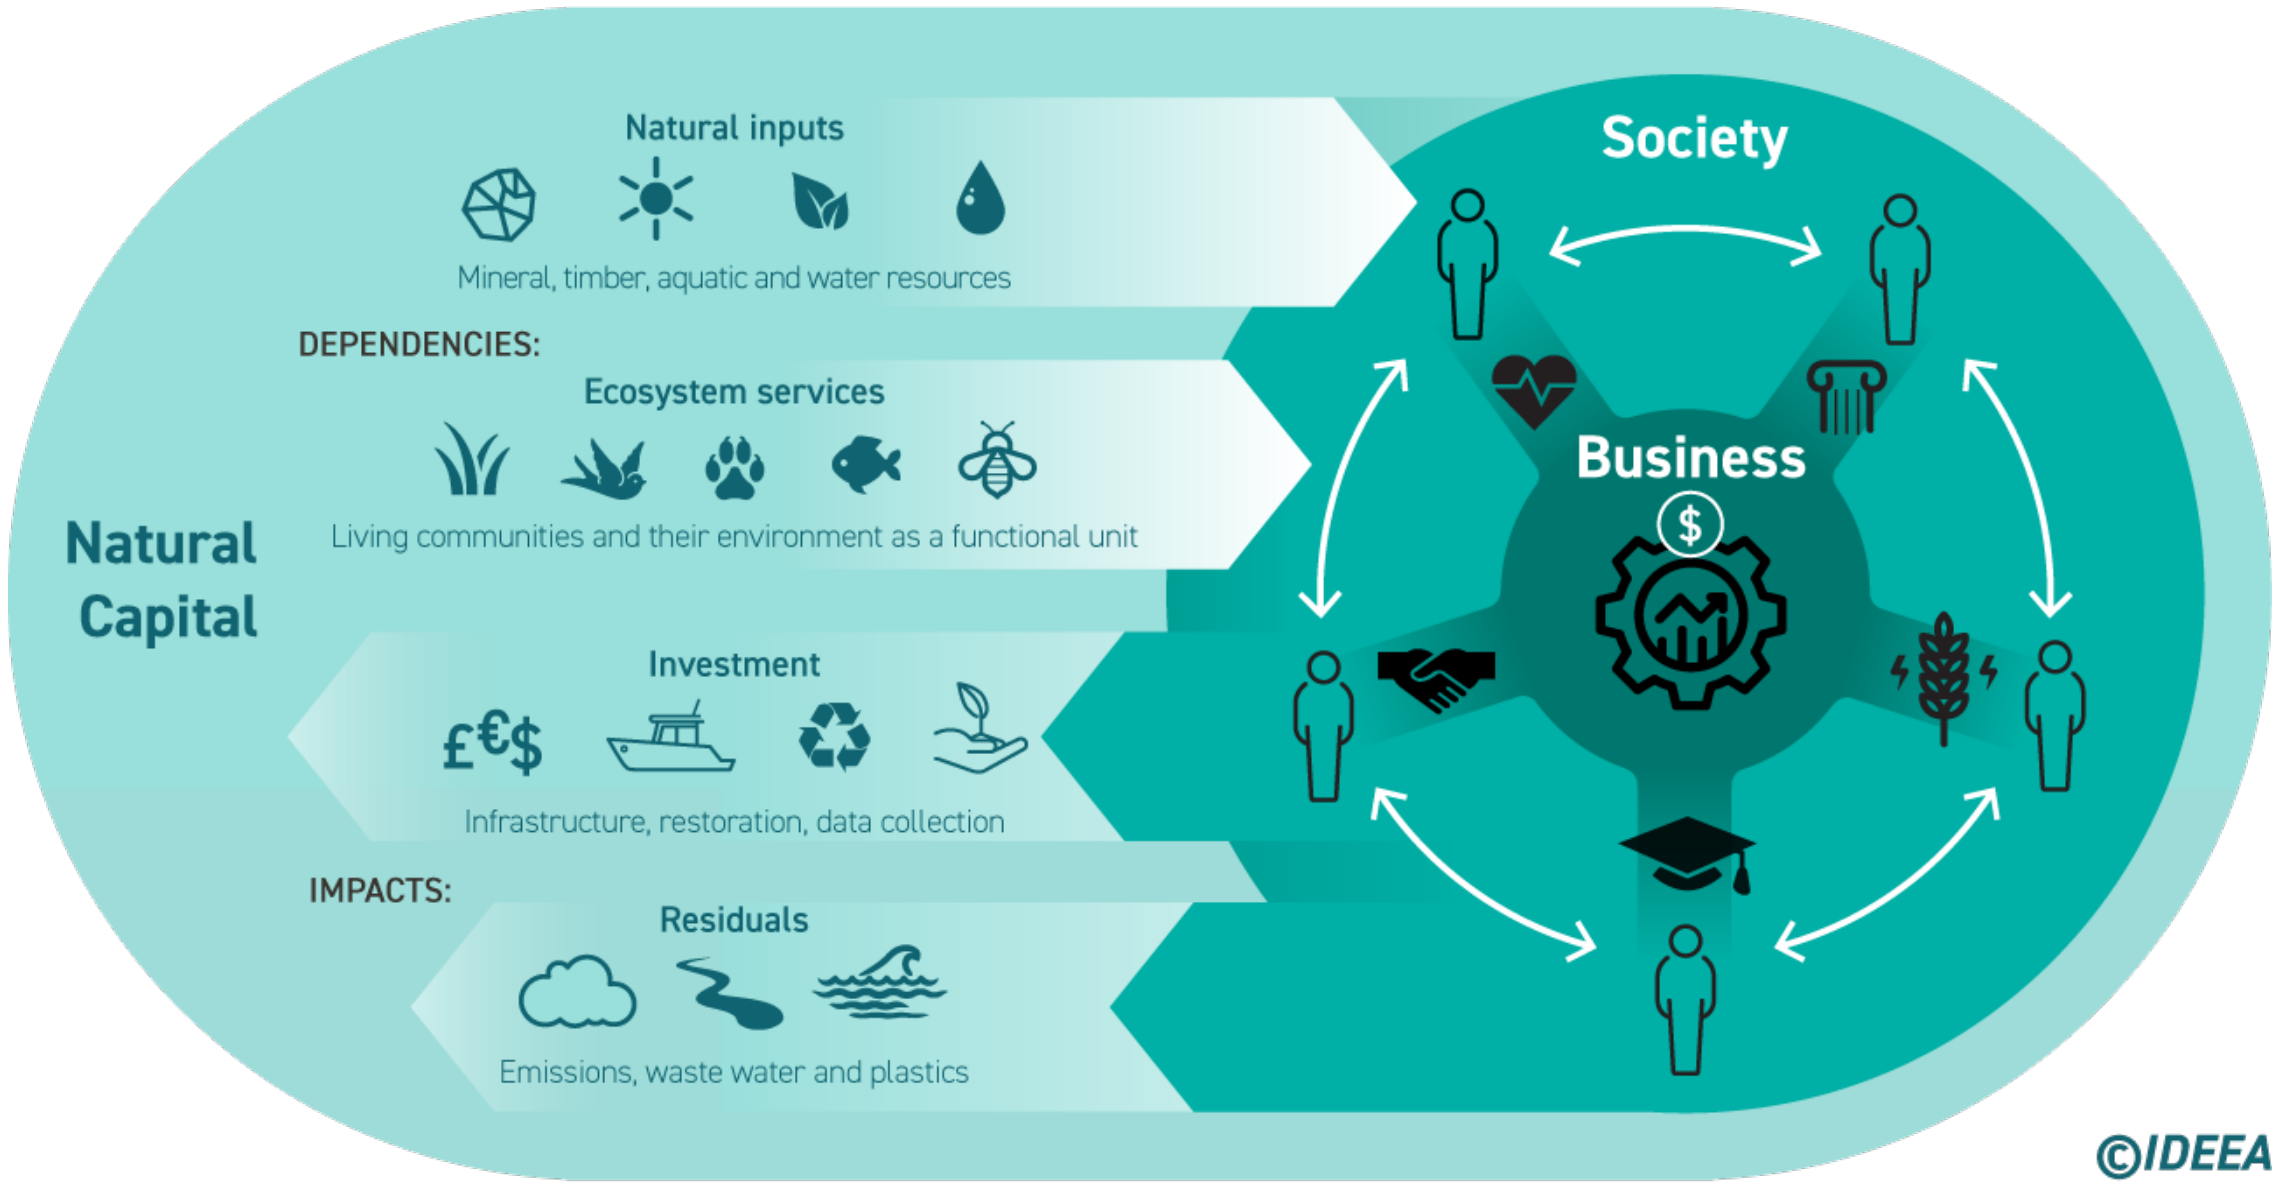 Natural inputs
Mineral, timber, aquatic and water resources
DEPENDENCIES:
Ecosystem services
Living communities and their environment as a functional unit
Natural
Capital
Investment
£€$
Infrastructure, restoration, data collection
IMPACTS:
Residuals
Emissions, waste water and plastics
Society
Business
$
©IDEEA